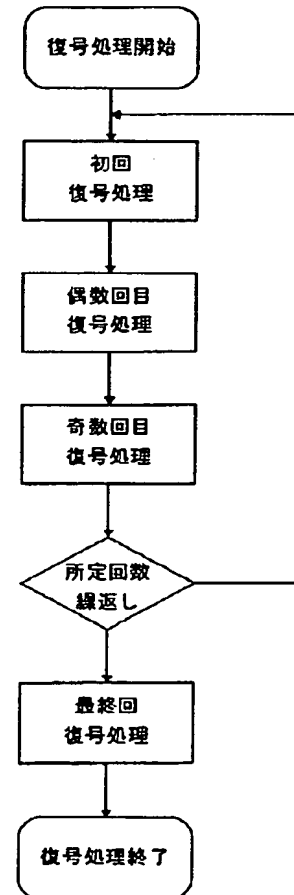 復号処理開始
初回
復号処理
偶数回目
復号処理
奇数回目
復号処理
所定回数
繰返し
最終回
復号処理
復号処理終了